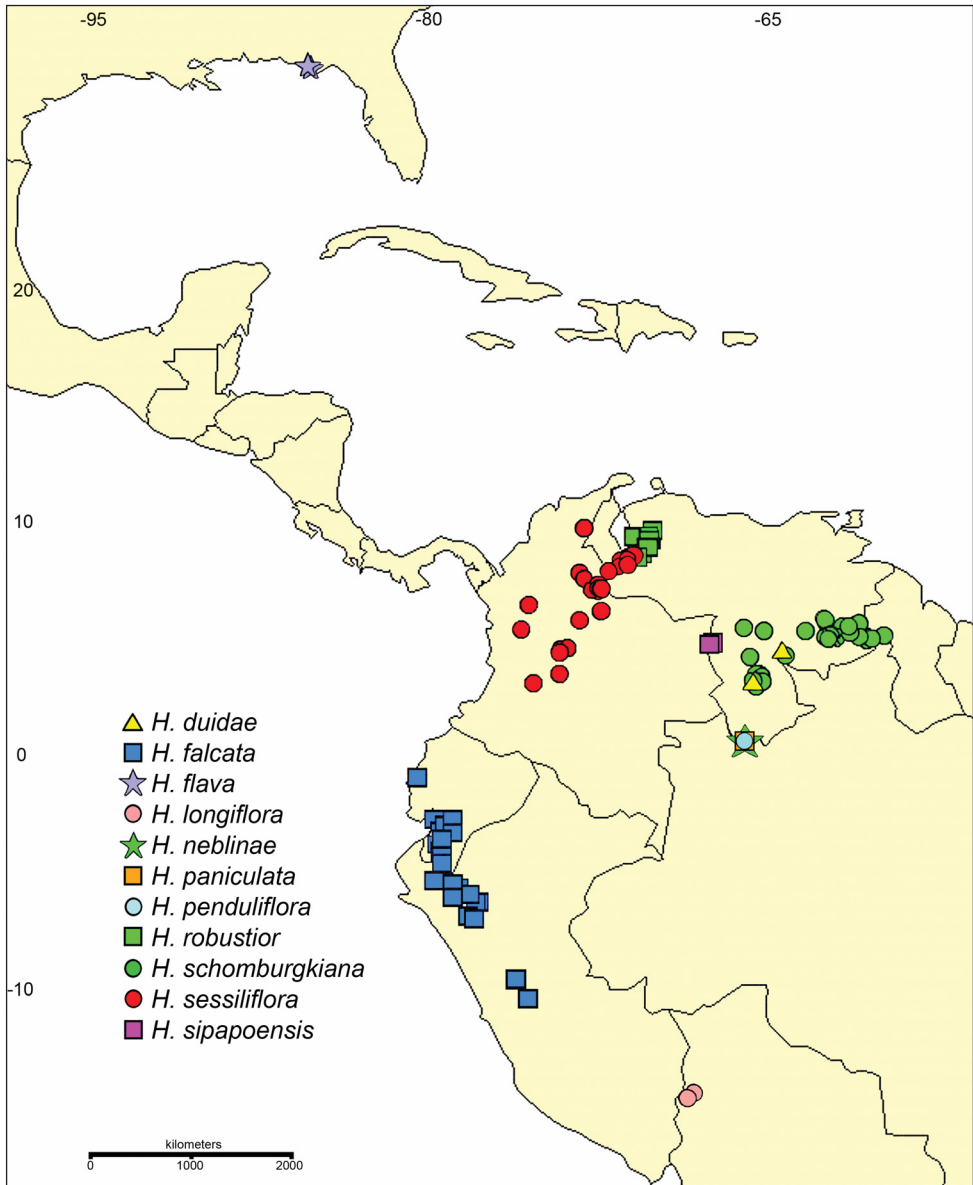 -95 -80 -65
20
10
0
-10
H. duidae
H. falcata
H. flava
H. longiflora
H. neblinae
H. paniculata
H. penduliflora
H. robustior
H. schomburgkiana
H. sessiliflora
H. sipapoensis
kilometers
0 1000 2000